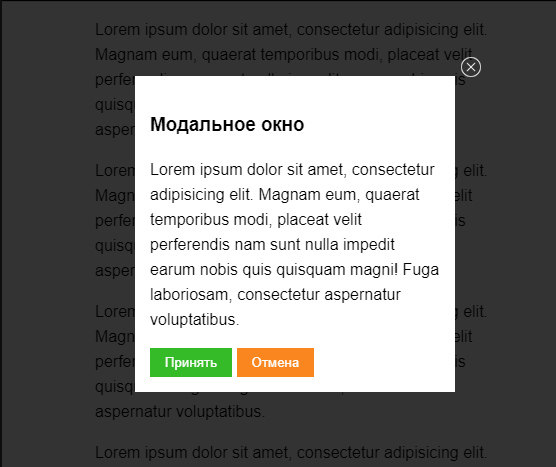 Lorem ipsum dolor sit amet, consectetur adipisicing elit.
Magnam eum, quaerat temporibus modi, placeat velit
Модальное окно
Lorem ipsum dolor sit amet, consectetur
adipisicing elit. Magnam eum, quaerat
temporibus modi, placeat velit
perferendis nam sunt nulla impedit
earum nobis quis quisquam magni! Fuga
laboriosam, consectetur aspernatur
voluptatibus.
Принять Отмена
aspernatur voluptatibus.
Lorem ipsum dolor sit amet, consectetur adipisicing elit.